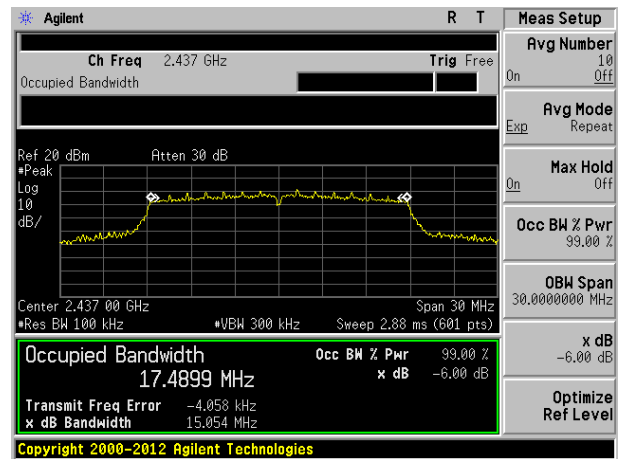 Agilent R T Meas Setup
Ch Freq 2.437 GHz Trig Free
Occupied Bandwidth
Avg Number
10
On Off
Avg Mode
Exp Repeat
Ref 20 dBm Atten 30 dB
#Peak
Log
10
dB/
Max Hold
On Off
Occ BW % Pwr
99.00 %
OBW Span
30.0000000 MHz
Center 2.437 00 GHz Span 30 MHz
#Res BW 100 kHz #VBW 300 kHz Sweep 2.88 ms (601 pts)
Occupied Bandwidth Occ BW % Pwr 99.00 %
17.4899 MHz x dB -6.00 dB
Transmit Freq Error -4.058 kHz
x dB Bandwidth 15.054 MHz
x dB
-6.00 dB
Optimize
Ref Level
Copyright 2000-2012 Agilent Technologies